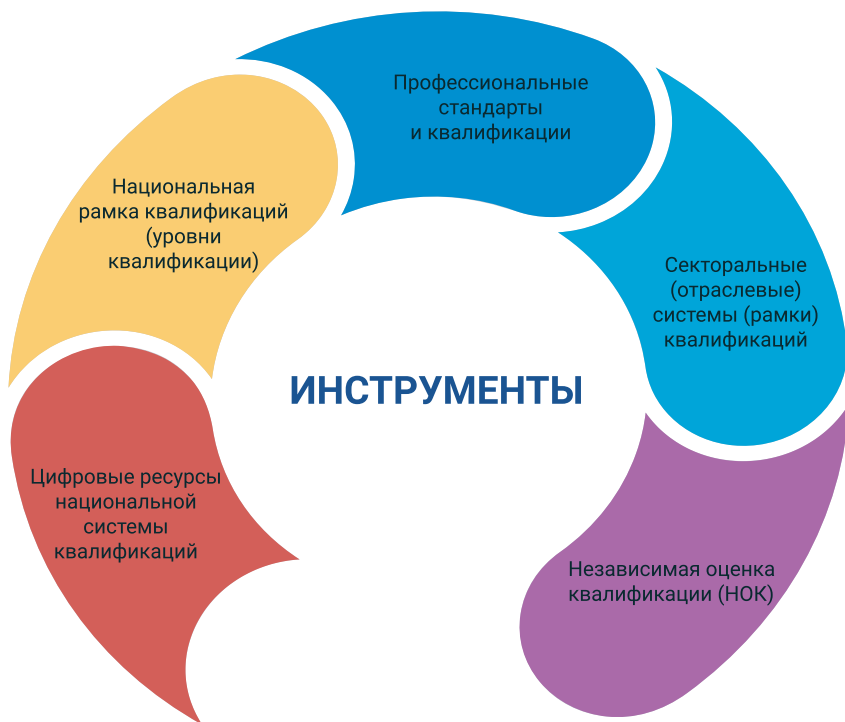 Профессиональные
стандарты
и квалификации
Национальная
рамка квалификаций
(уровни
квалификации)
Секторальные
(отраслевые)
системы (рамки)
квалификаций
ИНСТРУМЕНТЫ
Цифровые ресурсы
национальной
системы
квалификаций
Независимая оценка
квалификации (НОК)